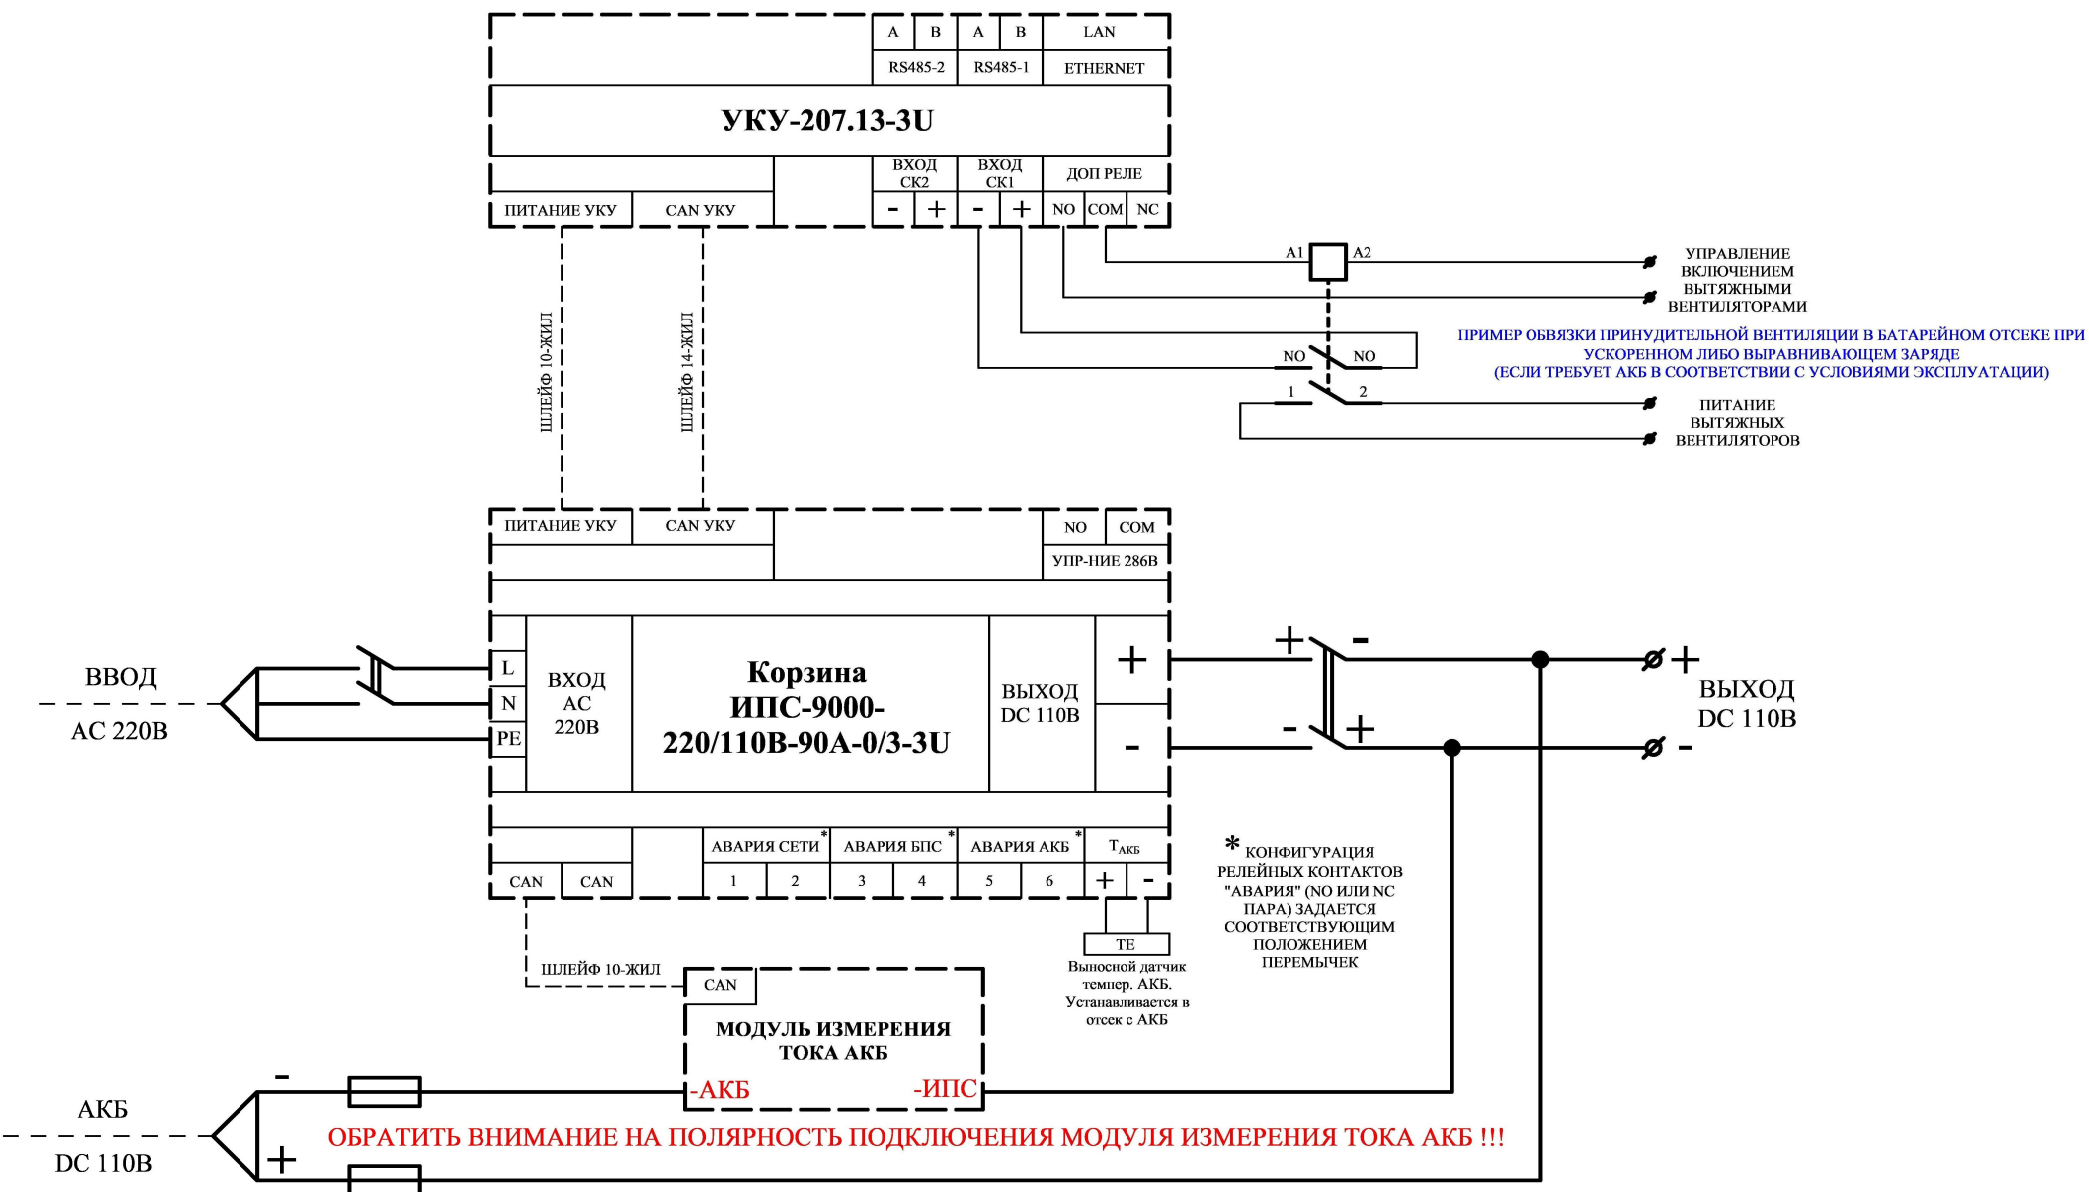 A B A B LAN
RS485-2 RS485-1 ETHERNET
УКУ-207.13-3U
ВХОД ВХОД ДОП РЕЛЕ
СК2 СК1
ПИТАНИЕ УКУ CAN УКУ - + - + NO COM NC
A1 A2
УПРАВЛЕНИЕ
ВКЛЮЧЕНИЕМ
ВЫТЯЖНЫМИ
ВЕНТИЛЯТОРАМИ
ШЛЕЙФ 10-ЖИЛ
ШЛЕЙФ 14-ЖИЛ
ПРИМЕР ОБВЯЗКИ ПРИНУДИТЕЛЬНОЙ ВЕНТИЛЯЦИИ В БАТАРЕЙНОМ ОТСЕКЕ ПРИ
УСКОРЕННОМ ЛИБО ВЫРАВНИВАЮЩЕМ ЗАРЯДЕ
(ЕСЛИ ТРЕБУЕТ АКБ В СООТВЕТСТВИИ С УСЛОВИЯМИ ЭКСПЛУАТАЦИИ)
NO NO
1 2
ПИТАНИЕ
ВЫТЯЖНЫХ
ВЕНТИЛЯТОРОВ
ПИТАНИЕ УКУ CAN УКУ NO COM
УПР-НИЕ 286В
ВВОД
AC 220В
L
N
PE
ВХОД
AC
220В
Корзина
ИПС-9000-
220/110В-90А-0/3-3U
ВЫХОД
DC 110В
+
-
+ -
- +
+
-
ВЫХОД
DC 110В
АВАРИЯ СЕТИ * АВАРИЯ БПС * АВАРИЯ АКБ * ТАКБ
CAN CAN 1 2 3 4 5 6 + -
* КОНФИГУРАЦИЯ
РЕЛЕЙНЫХ КОНТАКТОВ
"АВАРИЯ" (NO ИЛИ NC
ПАРА) ЗАДАЕТСЯ
СООТВЕТСТВУЮЩИМ
ПОЛОЖЕНИЕМ
ПЕРЕМЫЧЕК
TE
Выносной датчик
темпер. АКБ.
Устанавливается в
отсек с АКБ
ШЛЕЙФ 10-ЖИЛ
CAN
МОДУЛЬ ИЗМЕРЕНИЯ
ТОКА АКБ
-АКБ -ИПС
-
АКБ
DC 110В
+
ОБРАТИТЬ ВНИМАНИЕ НА ПОЛЯРНОСТЬ ПОДКЛЮЧЕНИЯ МОДУЛЯ ИЗМЕРЕНИЯ ТОКА АКБ !!!